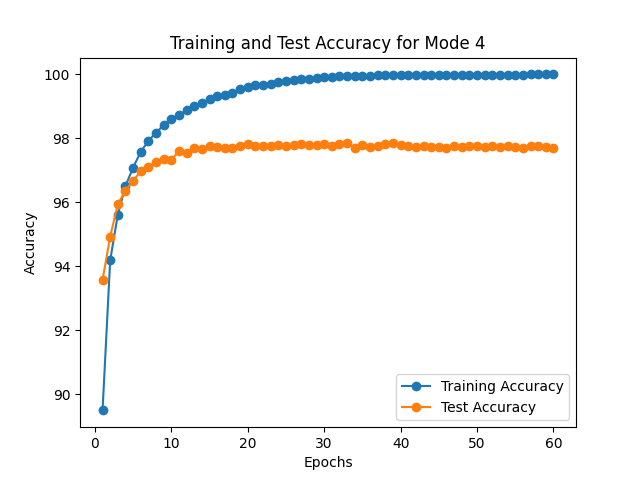 Training and Test Accuracy for Mode 4
100
98
96
94
92
90
Accuracy
0
10
20
30
40
50
60
Epochs
Training Accuracy
Test Accuracy